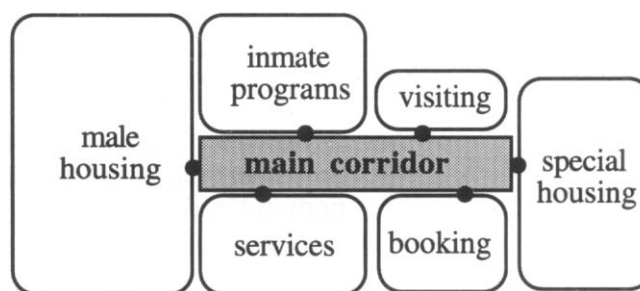 inmate
programs
visiting
male
housing
main corridor
special
housing
services
booking